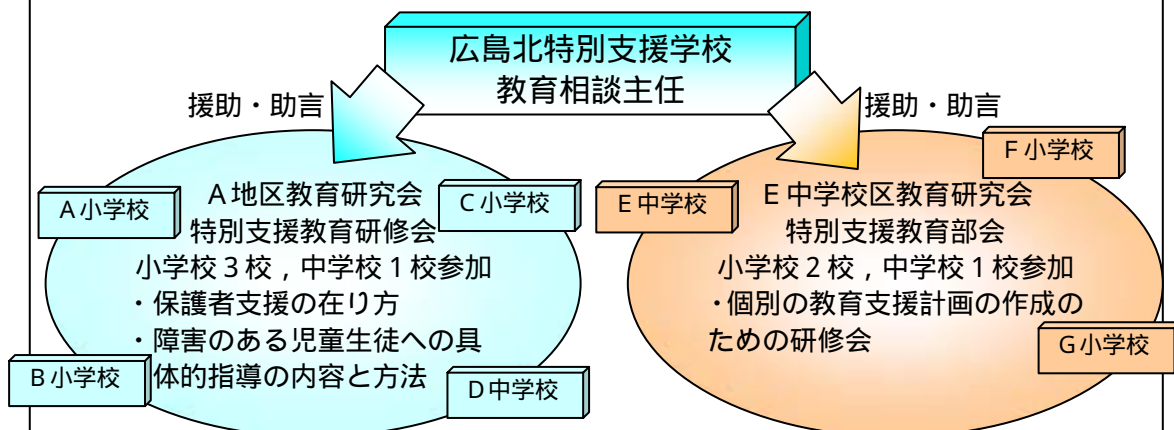 広島北特別支援学校
教育相談主任
援助・助言
援助・助言
A小学校
A地区教育研究会
C小学校
特別支援教育研修会
小学校3校,中学校1校参加
・保護者支援の在り方
・障害のある児童生徒への具
体的指導の内容と方法
B小学校
D中学校
F小学校
E中学校
E中学校区教育研究会
特別支援教育部会
小学校2校,中学校1校参加
・個別の教育支援計画の作成の
ための研修会
G小学校